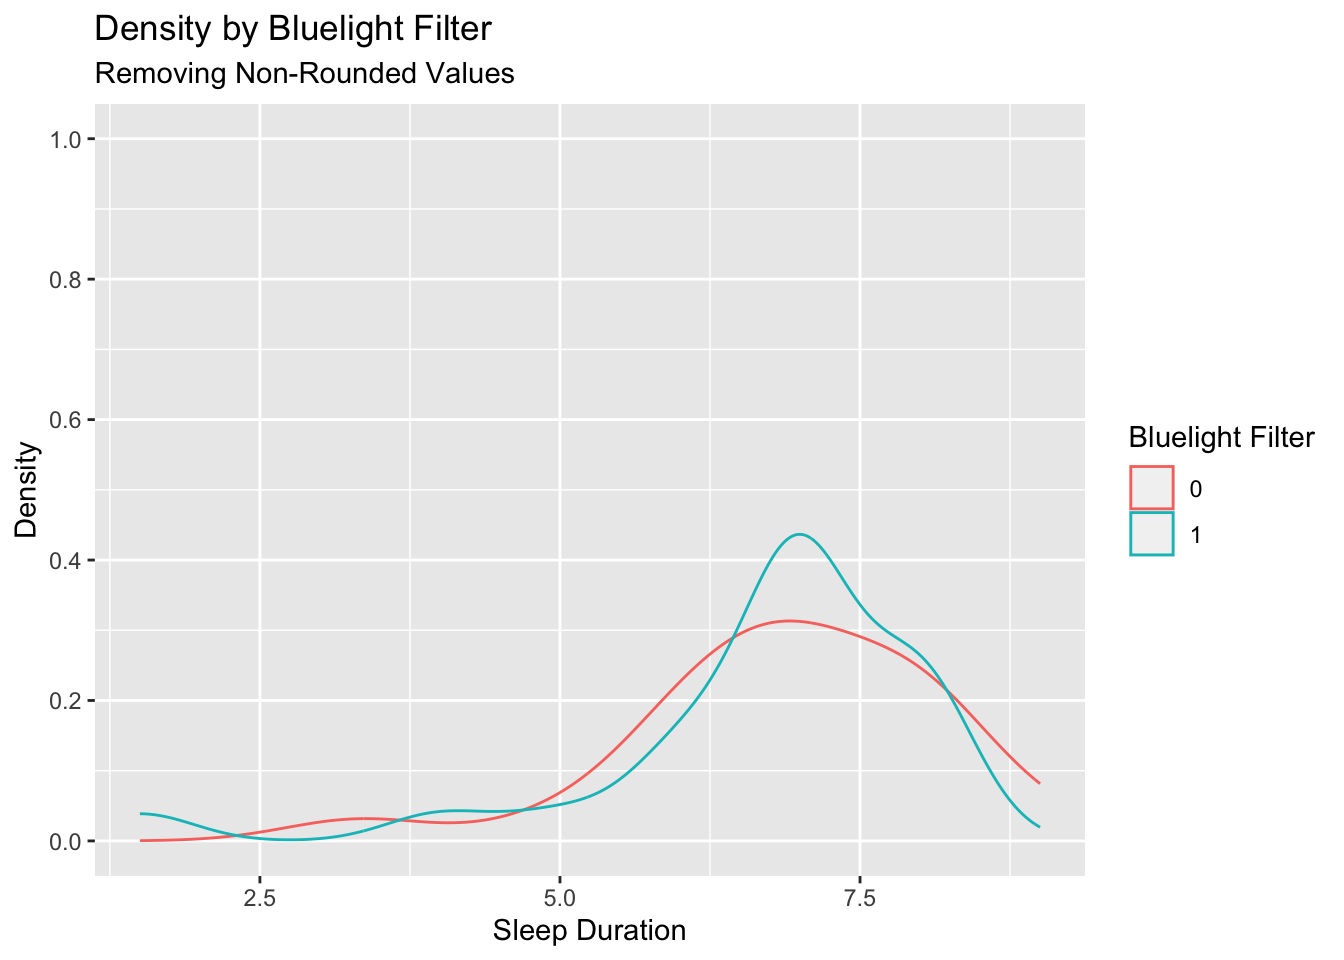 Density by Bluelight Filter
Removing Non-Rounded Values
1.0
0.8
0.6
0.4
0.2
0.0
Density
2.5 5.0 7.5
Sleep Duration
Bluelight Filter
0
1